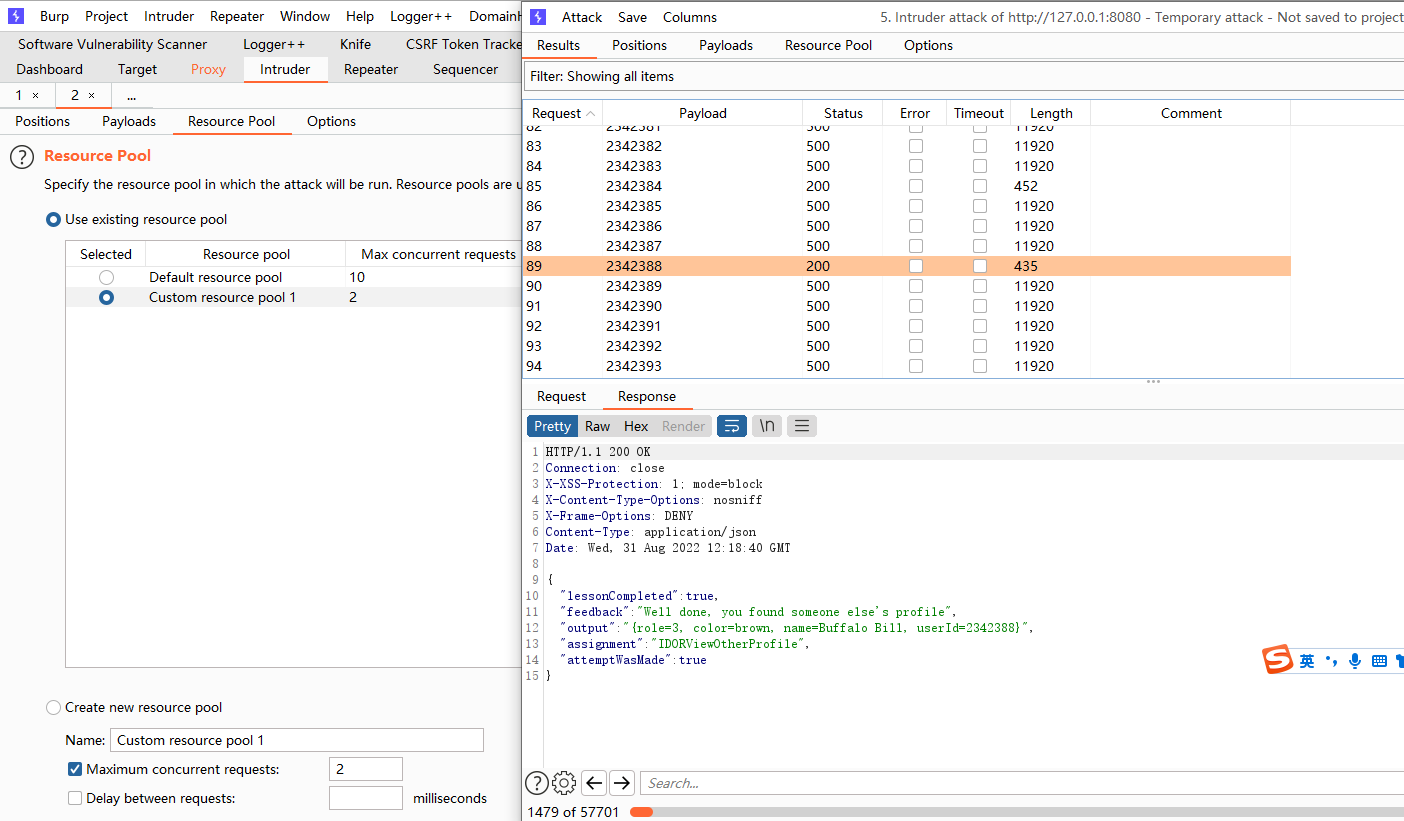 Burp Project Intruder Repeater Window Help Logger++ DomainH
Software Vulnerability Scanner Logger++ Knife CSRF Token Tracke
Dashboard Target Proxy Intruder Repeater Sequencer
1 × 2 × ...
Positions Payloads Resource Pool Options
? Resource Pool
Specify the resource pool in which the attack will be run. Resource pools are u
Use existing resource pool
Selected Resource pool Max concurrent requests
Default resource pool 10
Custom resource pool 1 2
Create new resource pool
Name: Custom resource pool 1
Maximum concurrent requests: 2
Delay between requests: milliseconds
Attack Save Columns 5. Intruder attack of http://127.0.0.1:8080 - Temporary attack - Not saved to project
Results Positions Payloads Resource Pool Options
Filter: Showing all items
Request Payload Status Error Timeout Length Comment
82 2342381 500 11920
83 2342382 500 11920
84 2342383 500 11920
85 2342384 200 452
86 2342385 500 11920
87 2342386 500 11920
88 2342387 500 11920
89 2342388 200 435
90 2342389 500 11920
91 2342390 500 11920
92 2342391 500 11920
93 2342392 500 11920
94 2342393 500 11920
Request Response
Pretty Raw Hex Render \n
1 HTTP/1.1 200 OK
2 Connection: close
3 X-XSS-Protection: 1; mode=block
4 X-Content-Type-Options: nosniff
5 X-Frame-Options: DENY
6 Content-Type: application/json
7 Date: Wed, 31 Aug 2022 12:18:40 GMT
8
9 {
10 "lessonCompleted":true,
11 "feedback":"Well done, you found someone else's profile",
12 "output":"{role=3, color=brown, name=Buffalo Bill, userId=2342388}",
13 "assignment":"IDORViewOtherProfile",
14 "attemptWasMade":true
15 }
S 英
? Search...
1479 of 57701